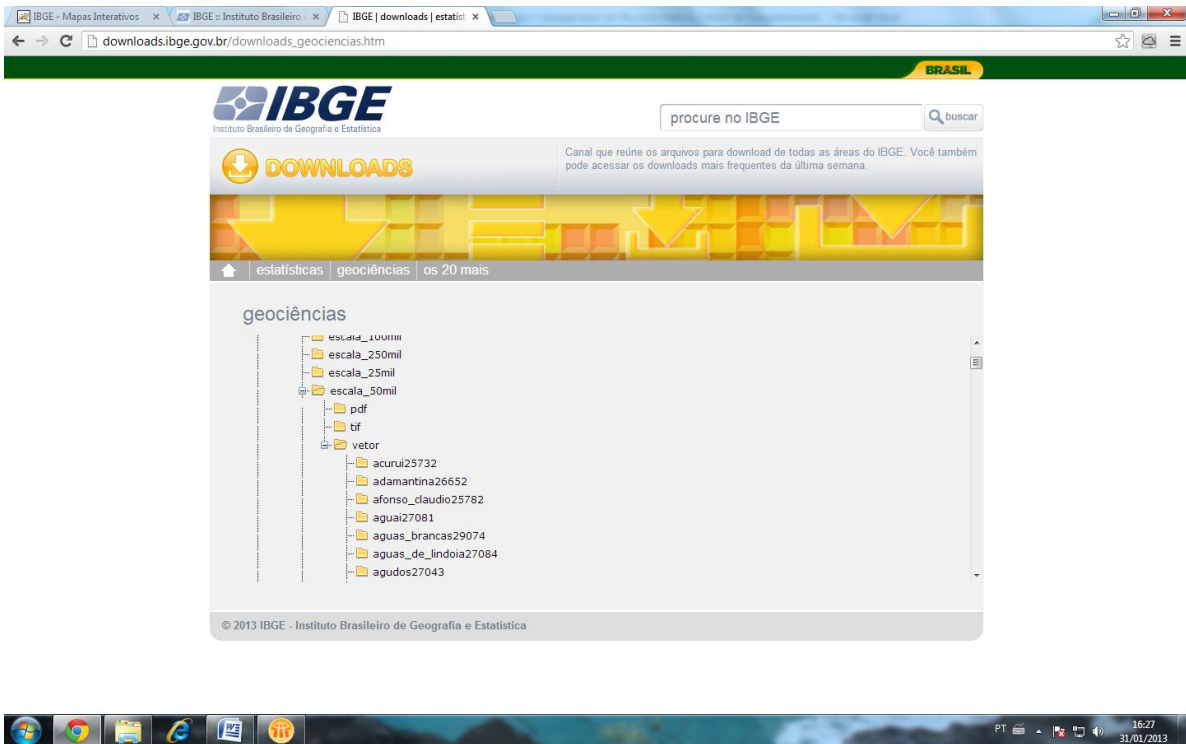 IBGE - Mapas Interativos
IBGE :: Instituto Brasileiro
IBGE | downloads | estatíst
downloads.ibge.gov.br/downloads_geociencias.htm
BRASIL
IBGE
Instituto Brasileiro de Geografia e Estatística
procure no IBGE
buscar
DOWNLOADS
Canal que reúne os arquivos para download de todas as áreas do IBGE. Você também
pode acessar os downloads mais frequentes da última semana.
estatísticas geociências os 20 mais
geociências
escala_100mil
escala_250mil
escala_25mil
escala_50mil
pdf
tif
vetor
acurui25732
adamantina26652
afonso_claudio25782
aguai27081
aguas_brancas29074
aguas_de_lindoia27084
agudos27043
© 2013 IBGE - Instituto Brasileiro de Geografia e Estatística
PT
16:27
31/01/2013